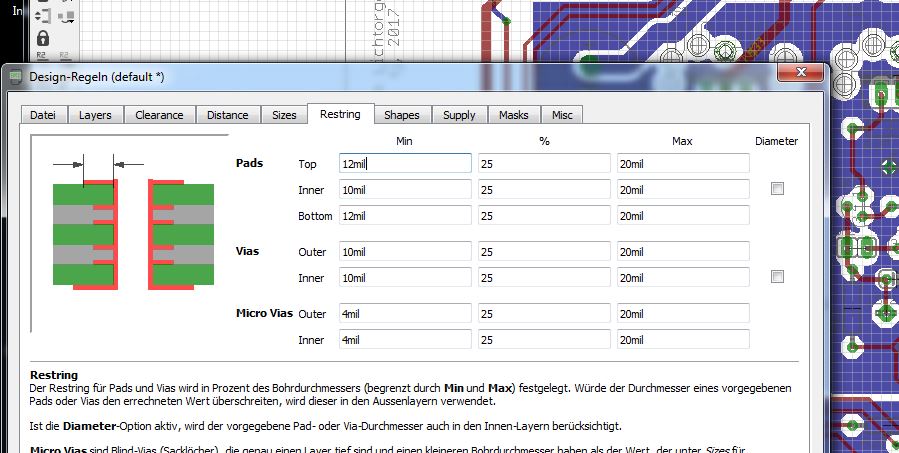 In
R2
R2
ichtorge
© 2017
Design-Regeln (default *)
Datei Layers Clearance Distance Sizes Restring Shapes Supply Masks Misc
Min % Max Diameter
Pads Top 12mil 25 20mil
Inner 10mil 25 20mil
Bottom 12mil 25 20mil
Vias Outer 10mil 25 20mil
Inner 10mil 25 20mil
Micro Vias Outer 4mil 25 20mil
Inner 4mil 25 20mil
Restring
Der Restring für Pads und Vias wird in Prozent des Bohrdurchmessers (begrenzt durch Min und Max) festgelegt. Würde der Durchmesser eines vorgegebenen
Pads oder Vias den errechneten Wert überschreiten, wird dieser in den Aussenlayern verwendet.
Ist die Diameter-Option aktiv, wird der vorgegebene Pad- oder Via-Durchmesser auch in den Innen-Layern berücksichtigt.
Micro Vias sind Blind-Vias (Sacklöcher), die genau einen Layer tief sind und einen kleineren Bohrdurchmesser haben als der Wert, der unter Sizes für